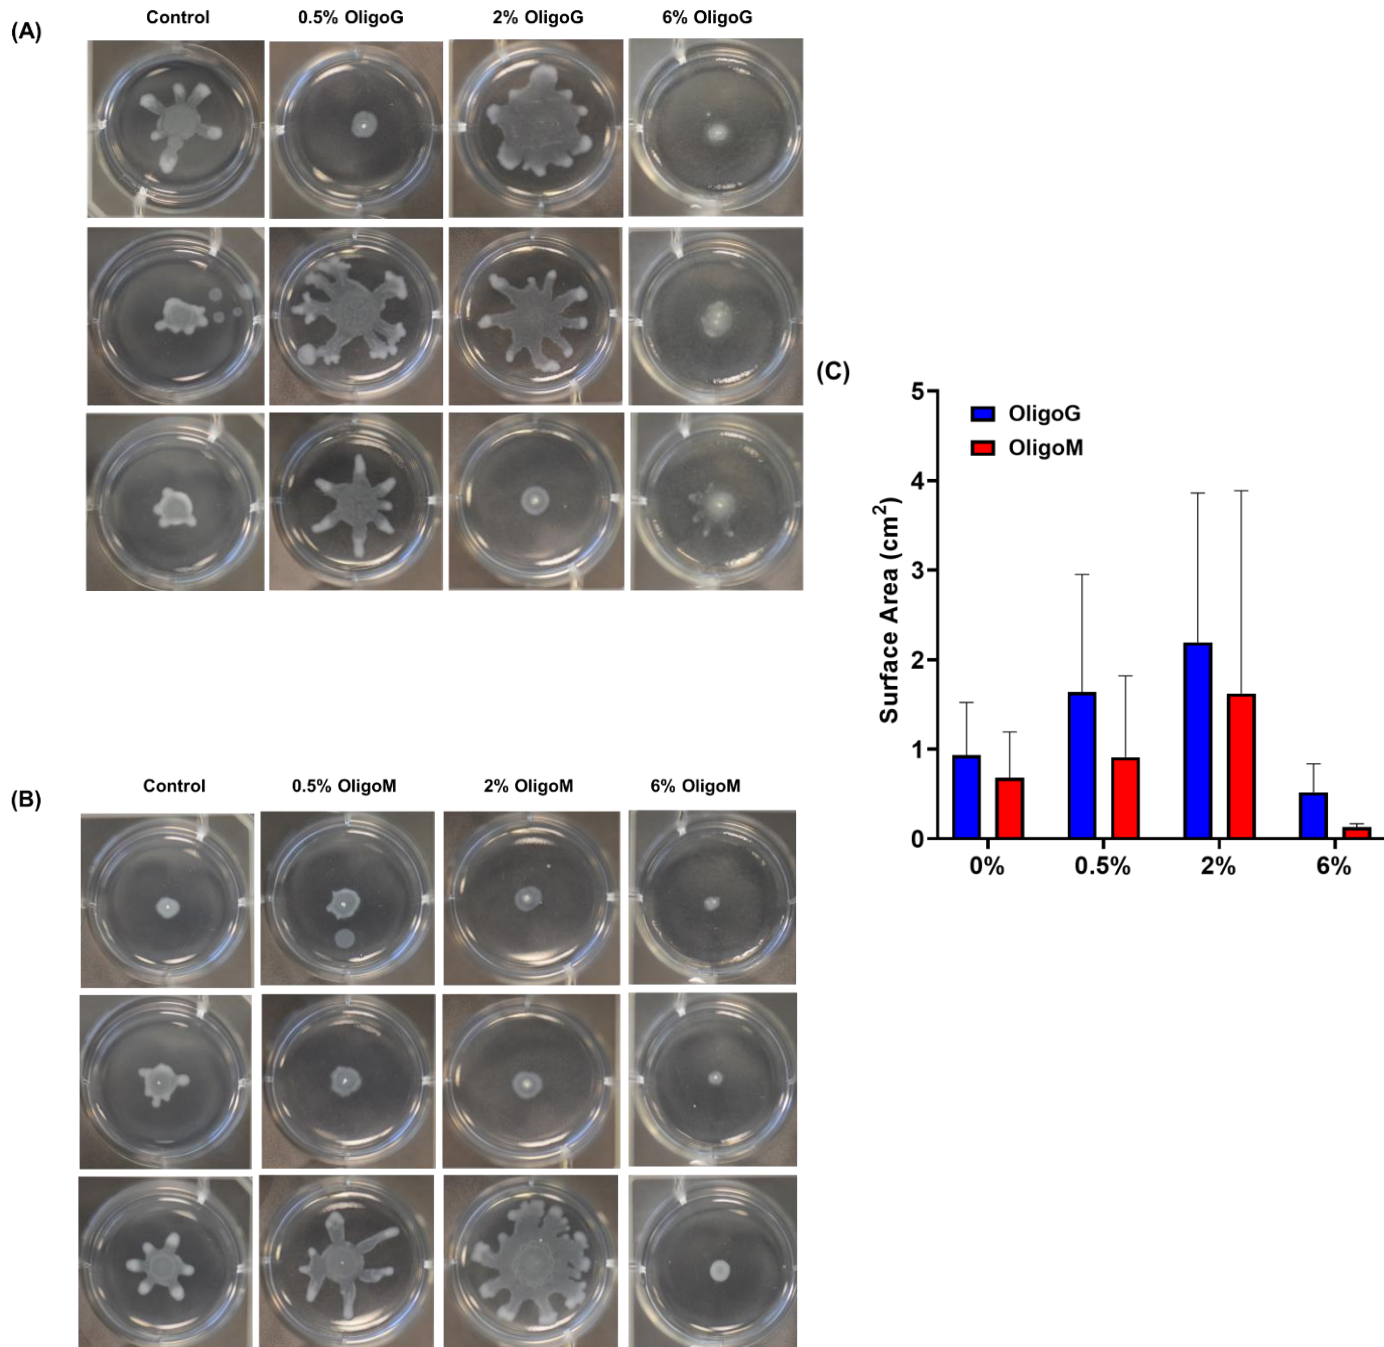 (A)
Control 0.5% OligoG 2% OligoG 6% OligoG
(C)
5
4
3
2
1
0
Surface Area (cm²)
OligoG
OligoM
0% 0.5% 2% 6%
(B)
Control 0.5% OligoM 2% OligoM 6% OligoM